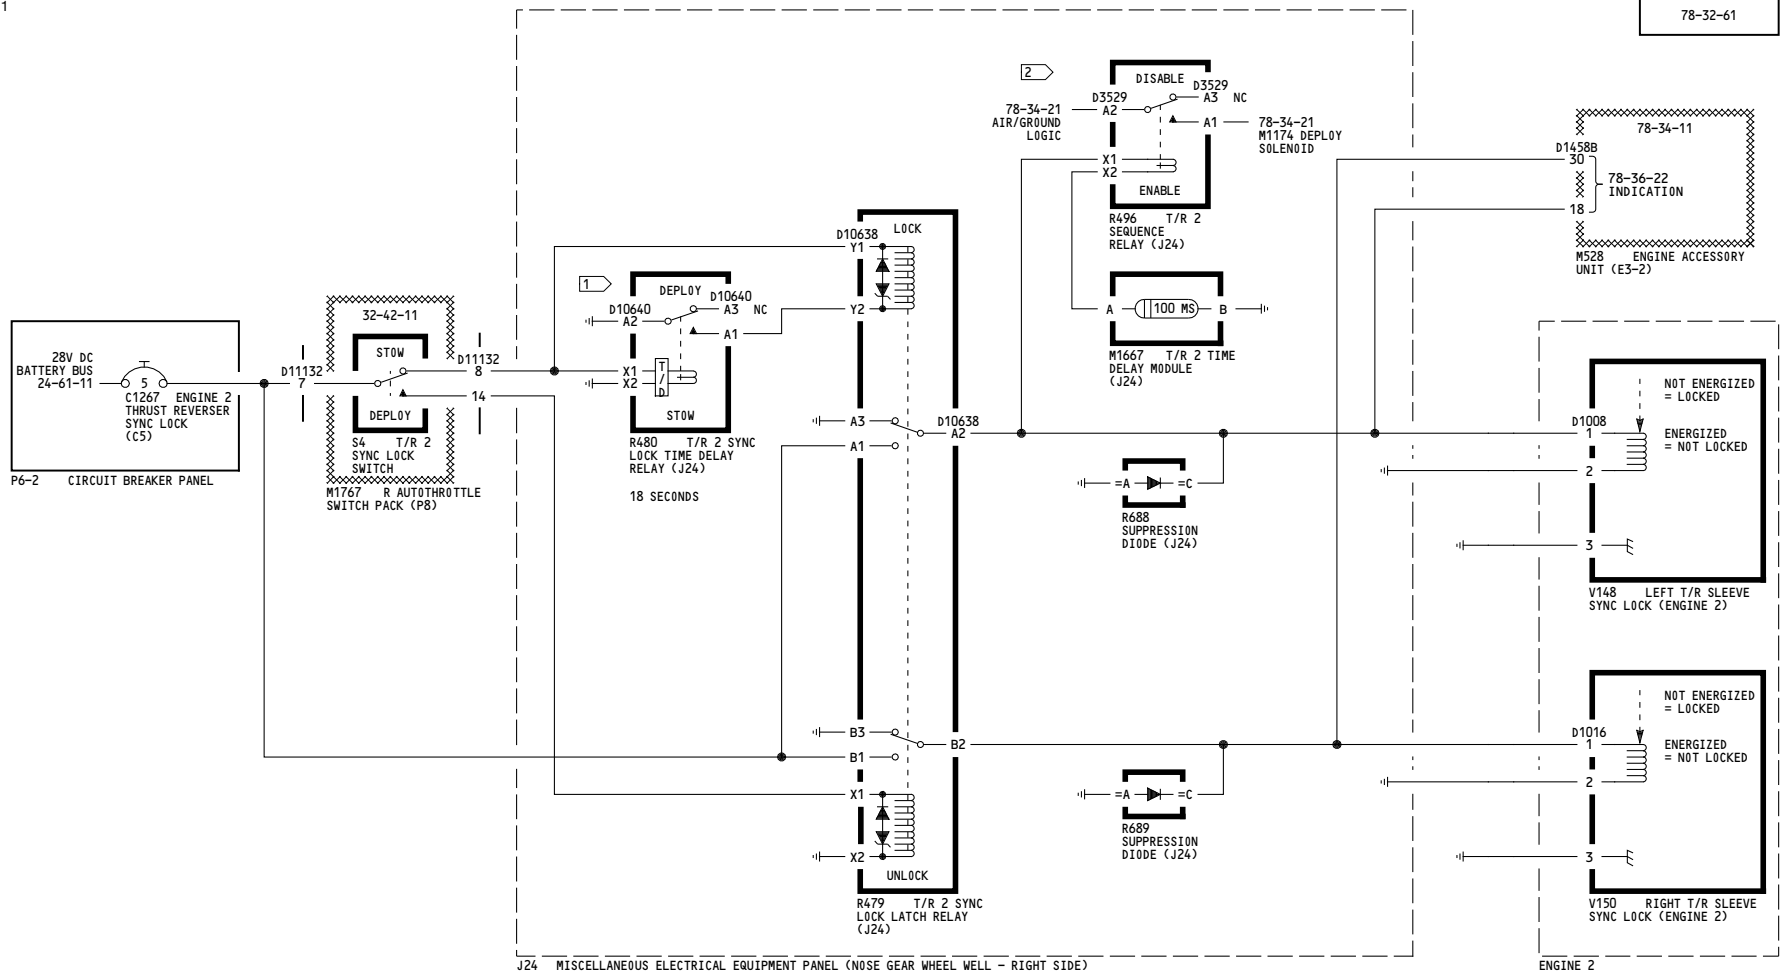 1
78-32-61
28V DC
BATTERY BUS
24-61-11
5
C1267 ENGINE 2
THRUST REVERSER
SYNC LOCK
(C5)
P6-2 CIRCUIT BREAKER PANEL
D11132
7
32-42-11
STOW
DEPLOY
S4 T/R 2
SYNC LOCK
SWITCH
M1767 R AUTOTHROTTLE
SWITCH PACK (P8)
D11132
8
14
1
D10640
A2
DEPLOY
D10640
A3 NC
A1
X1
X2
T
/
D
STOW
R480 T/R 2 SYNC
LOCK TIME DELAY
RELAY (J24)
18 SECONDS
D10638
Y1
LOCK
Y2
A3
A1
D10638
A2
B3
B1
B2
X1
X2
UNLOCK
R479 T/R 2 SYNC
LOCK LATCH RELAY
(J24)
2
78-34-21
AIR/GROUND
LOGIC
D3529
A2
DISABLE
D3529
A3 NC
A1
78-34-21
M1174 DEPLOY
SOLENOID
X1
X2
ENABLE
R496 T/R 2
SEQUENCE
RELAY (J24)
A
100 MS
B
M1667 T/R 2 TIME
DELAY MODULE
(J24)
=A
=C
R688
SUPPRESSION
DIODE (J24)
=A
=C
R689
SUPPRESSION
DIODE (J24)
78-34-11
D1458B
30
78-36-22
INDICATION
18
M528 ENGINE ACCESSORY
UNIT (E3-2)
NOT ENERGIZED
= LOCKED
D1008
1
ENERGIZED
= NOT LOCKED
2
3
V148 LEFT T/R SLEEVE
SYNC LOCK (ENGINE 2)
NOT ENERGIZED
= LOCKED
D1016
1
ENERGIZED
= NOT LOCKED
2
3
V150 RIGHT T/R SLEEVE
SYNC LOCK (ENGINE 2)
J24 MISCELLANEOUS ELECTRICAL EQUIPMENT PANEL (NOSE GEAR WHEEL WELL - RIGHT SIDE)
ENGINE 2